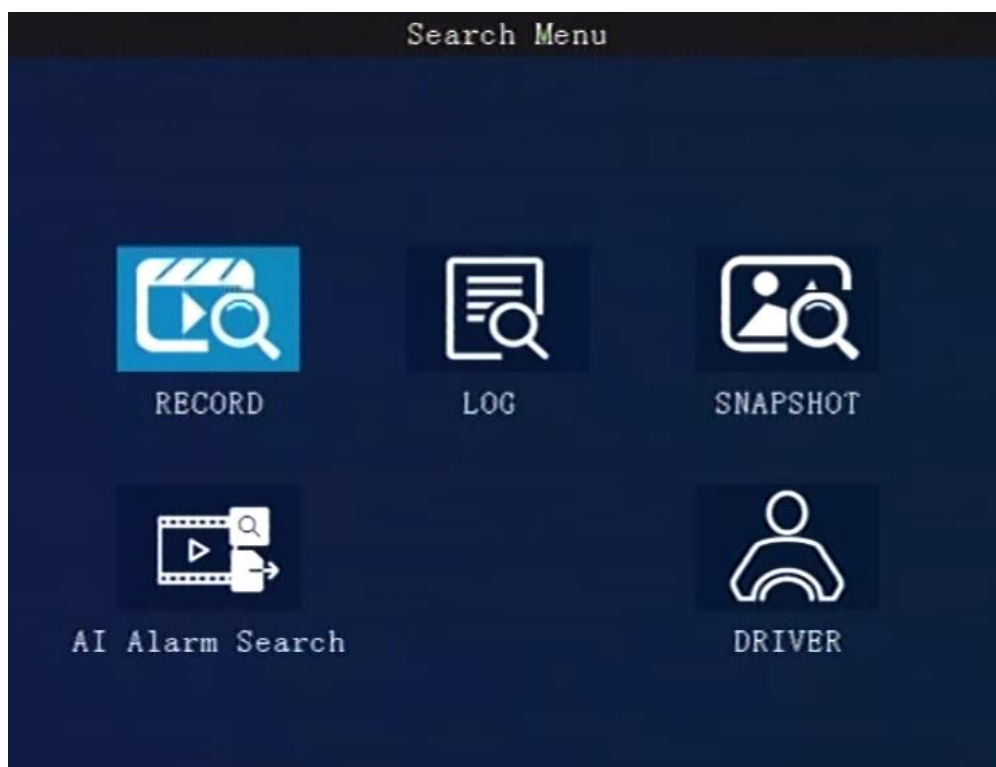 Search Menu
RECORD
LOG
SNAPSHOT
AI Alarm Search
DRIVER